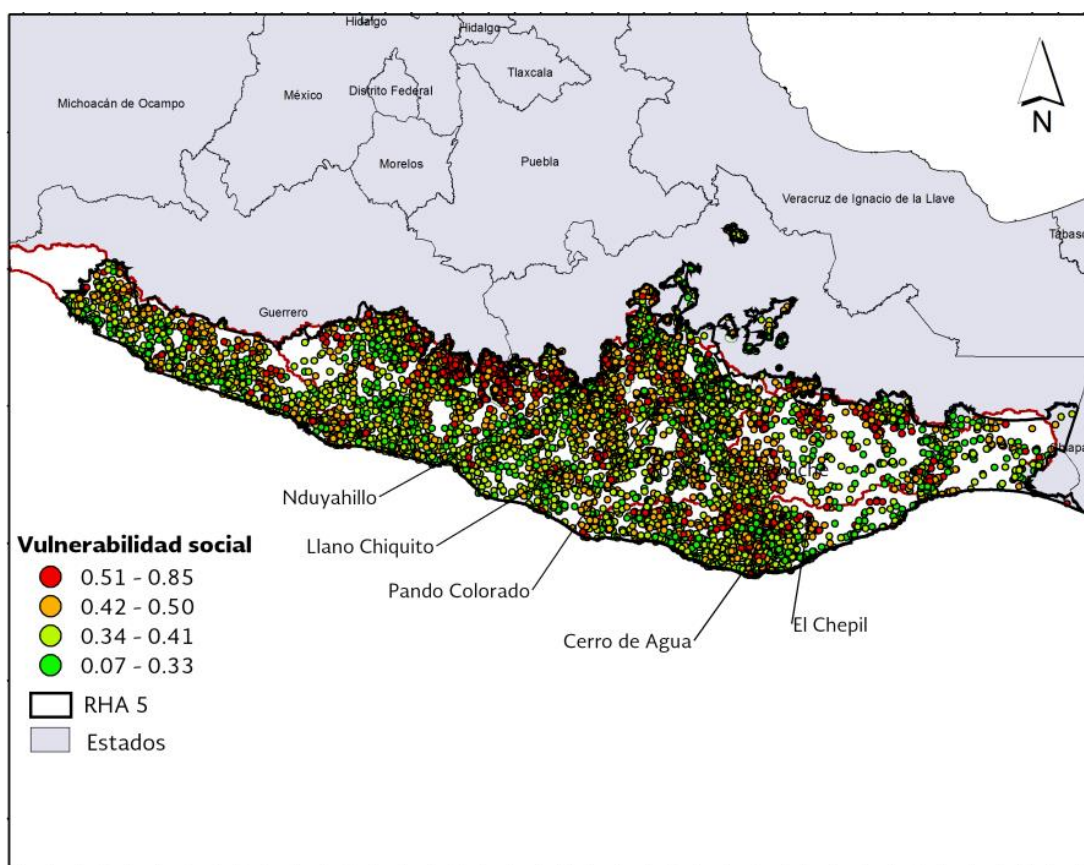 Hidalgo
Hidalgo
Tlaxcala
Michoacán de Ocampo
México
Distrito Federal
Morelos
Puebla
Veracruz de Ignacio de la Llave
N
Tabasc
Guerrero
Nduyahillo
Llano Chiquito
Pando Colorado
Cerro de Agua
El Chepil
Vulnerabilidad social
0.51 - 0.85
0.42 - 0.50
0.34 - 0.41
0.07 - 0.33
RHA 5
Estados